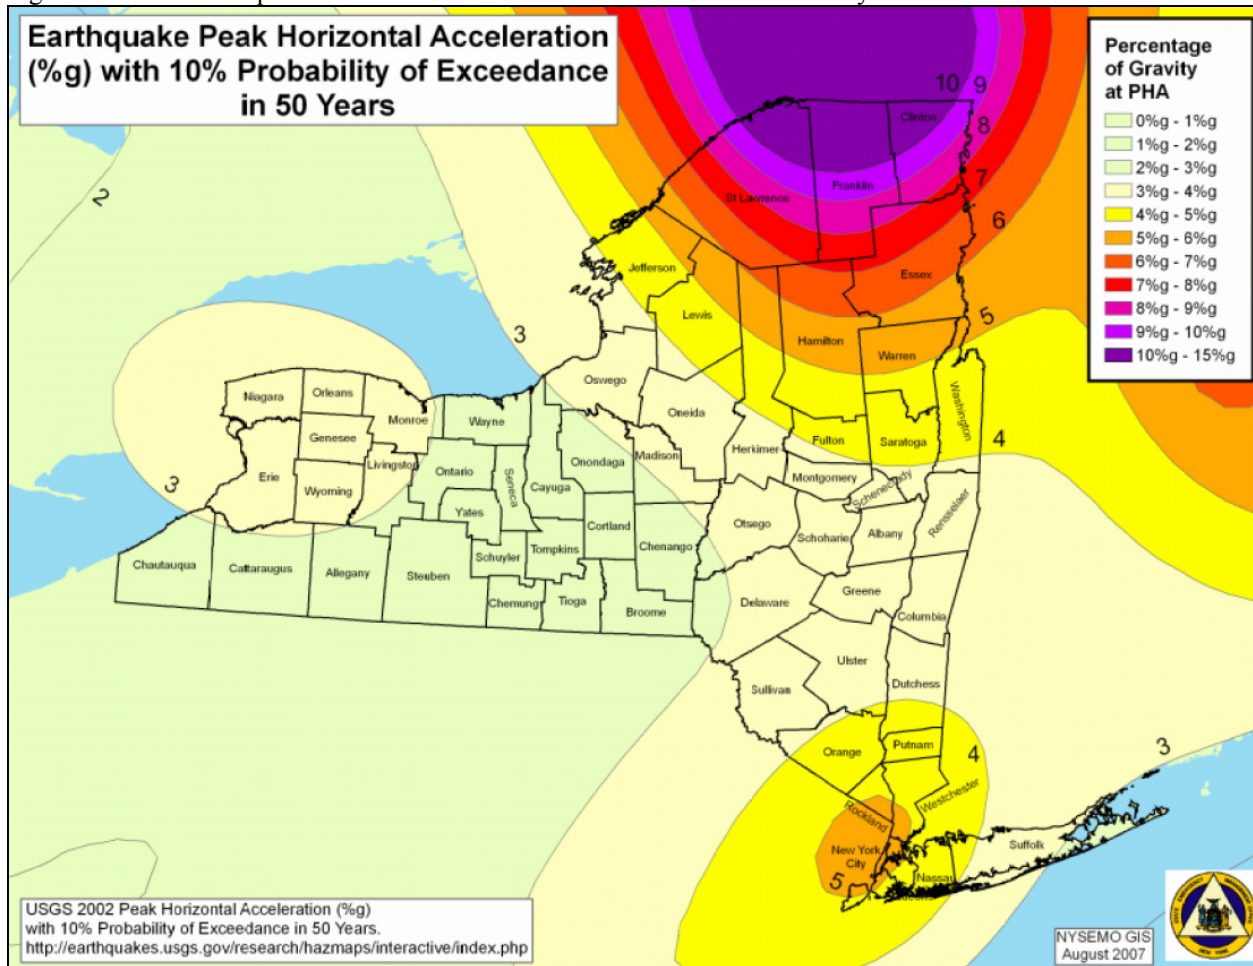 Earthquake Peak Horizontal Acceleration
(%g) with 10% Probability of Exceedance
in 50 Years
Percentage
of Gravity
at PHA
0%g - 1%g
1%g - 2%g
2%g - 3%g
3%g - 4%g
4%g - 5%g
5%g - 6%g
6%g - 7%g
7%g - 8%g
8%g - 9%g
9%g - 10%g
10%g - 15%g
10
9
8
7
6
5
4
2
3
3
4
3
5
Clinton
Franklin
St Lawrence
Essex
Jefferson
Lewis
Hamilton
Warren
Washington
Oswego
Oneida
Herkimer
Fulton
Saratoga
Niagara
Orleans
Monroe
Wayne
Genesee
Onondaga
Madison
Montgomery
Schenectady
Erie
Wyoming
Livingston
Ontario
Seneca
Cayuga
Yates
Cortland
Chenango
Otsego
Schoharie
Albany
Rensselaer
Chautauqua
Cattaraugus
Allegany
Steuben
Schuyler
Tompkins
Chemung
Tioga
Broome
Delaware
Greene
Columbia
Ulster
Sullivan
Dutchess
Orange
Putnam
Westchester
Rockland
New York
City
Nassau
Suffolk
USGS 2002 Peak Horizontal Acceleration (%g)
with 10% Probability of Exceedance in 50 Years.
http://earthquakes.usgs.gov/research/hazmaps/interactive/index.php
NYSEMO GIS
August 2007